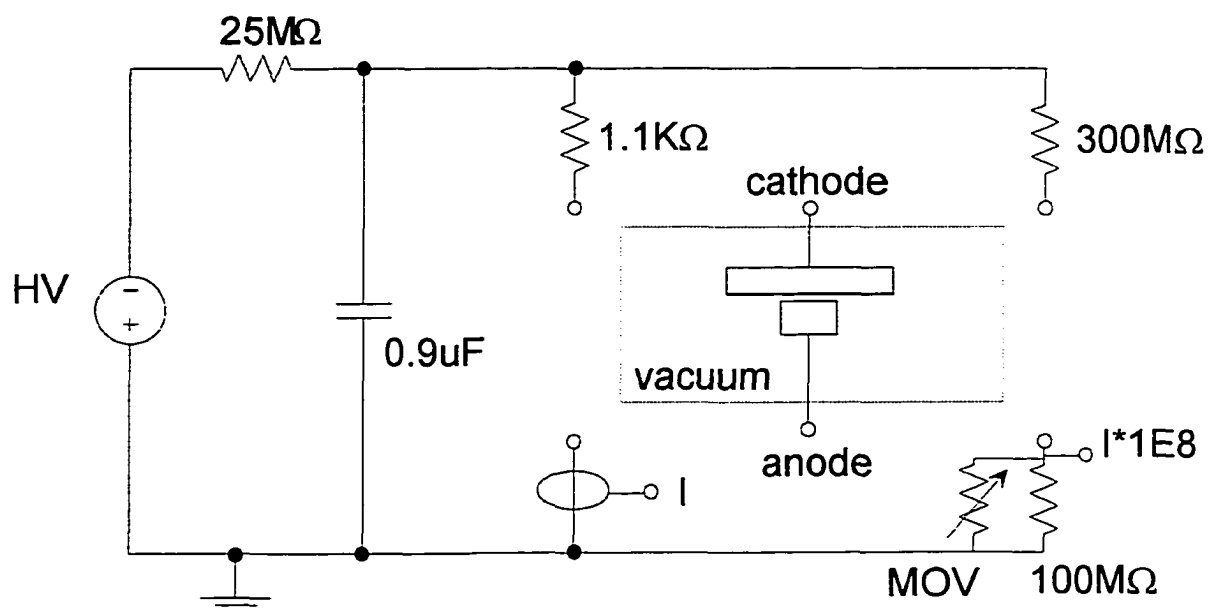 25MΩ
1.1KΩ
300MΩ
cathode
HV
-
+
0.9uF
vacuum
anode
I*1E8
I
MOV
100MΩ